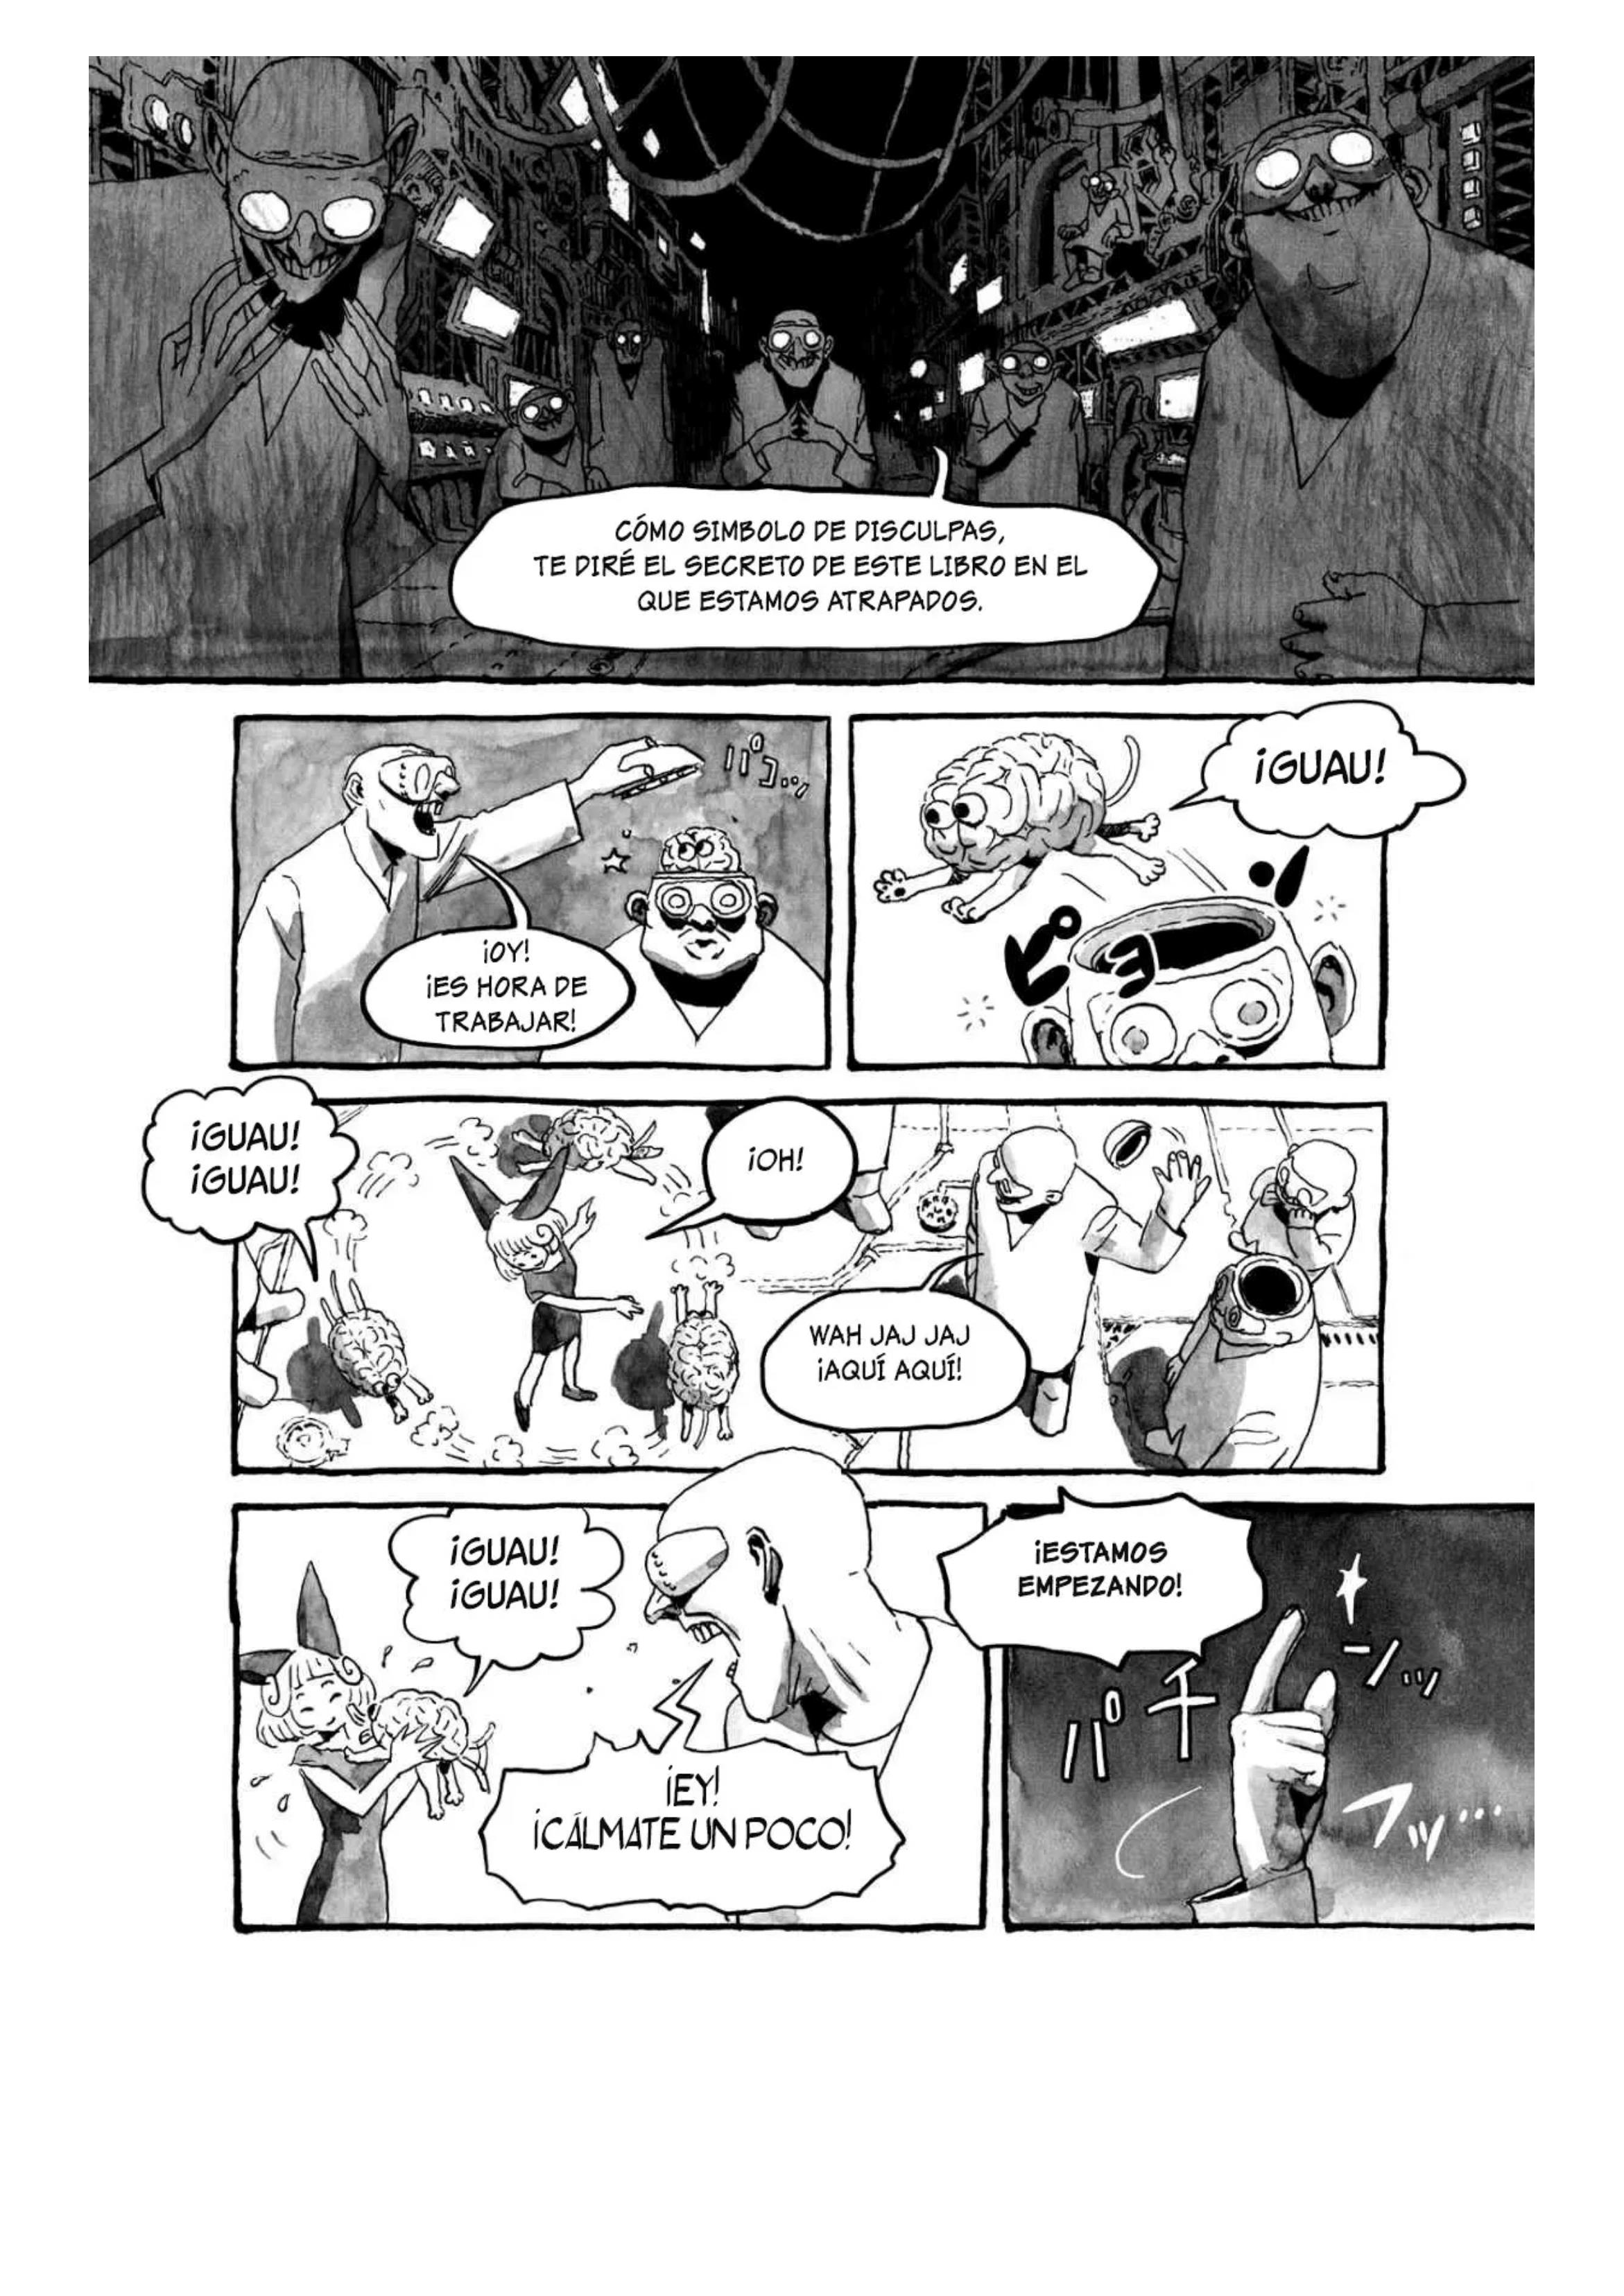 CÓMO SIMBOLO DE DISCULPAS,
TE DIRÉ EL SECRETO DE ESTE LIBRO EN EL
QUE ESTAMOS ATRAPADOS.
パコ...
¡OY!
¡ES HORA DE
TRABAJAR!
¡GUAU!
ピョ!
¡GUAU!
¡GUAU!
¡OH!
WAH JAJ JAJ
¡AQUÍ AQUÍ!
¡GUAU!
¡GUAU!
¡EY!
¡CÁLMATE UN POCO!
¡ESTAMOS
EMPEZANDO!
パチーンッ
フッ...